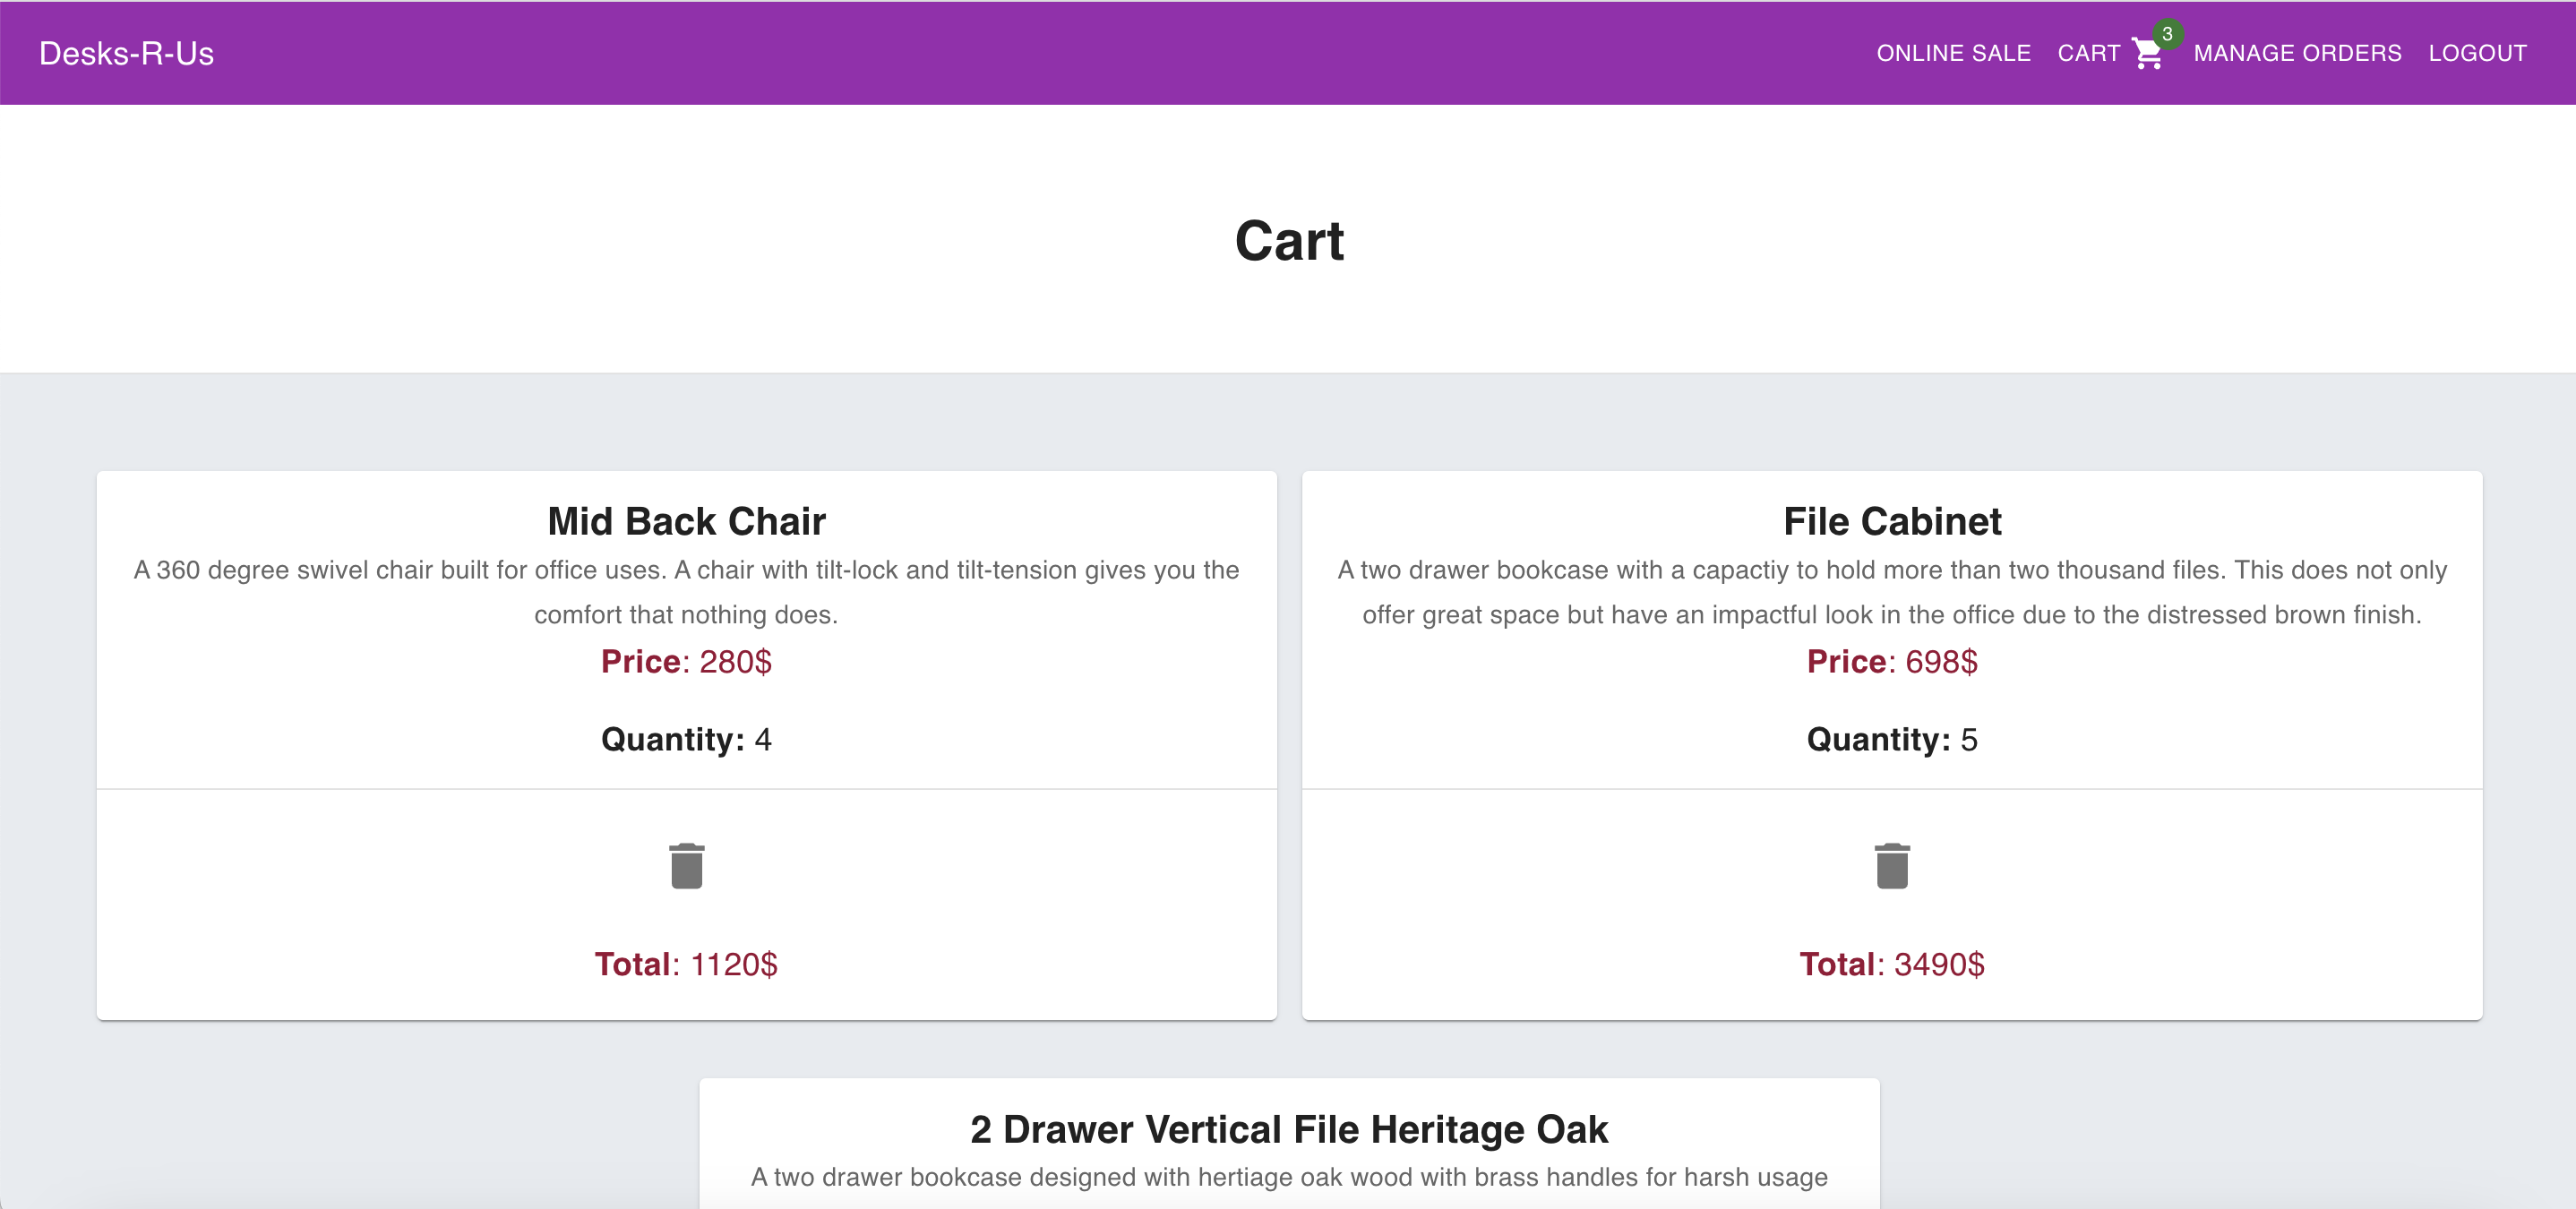 Desks-R-Us
ONLINE SALE CART 3 MANAGE ORDERS LOGOUT
Cart
Mid Back Chair
A 360 degree swivel chair built for office uses. A chair with tilt-lock and tilt-tension gives you the
comfort that nothing does.
Price: 280$
Quantity: 4
Total: 1120$
File Cabinet
A two drawer bookcase with a capactiy to hold more than two thousand files. This does not only
offer great space but have an impactful look in the office due to the distressed brown finish.
Price: 698$
Quantity: 5
Total: 3490$
2 Drawer Vertical File Heritage Oak
A two drawer bookcase designed with hertiage oak wood with brass handles for harsh usage